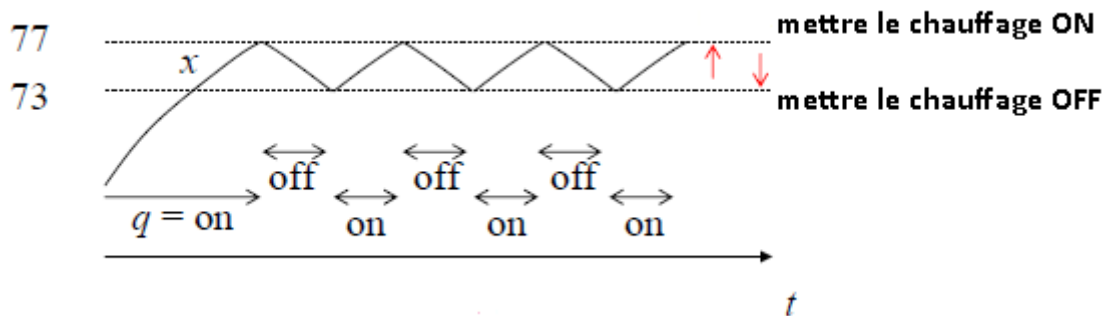 77 mettre le chauffage ON
x
73 mettre le chauffage OFF
off off off
q = on on on on
t